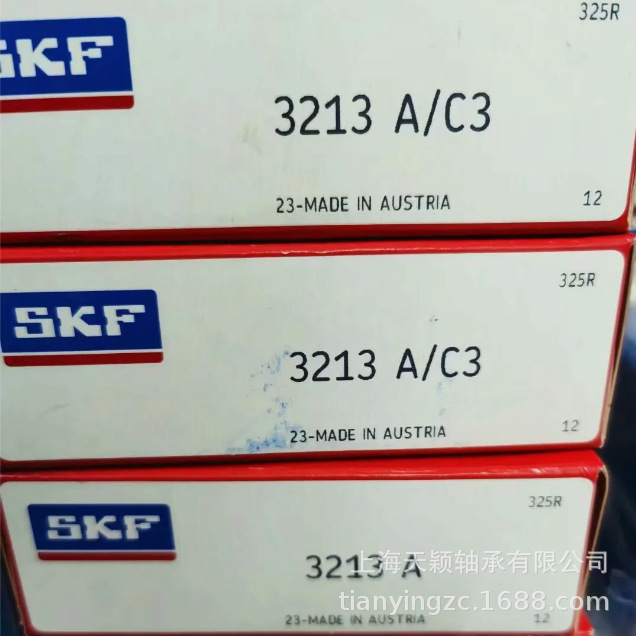 325R
SKF
3213 A/C3
23-MADE IN AUSTRIA
12
325R
SKF
3213 A/C3
23-MADE IN AUSTRIA
12
325R
SKF
3213 A
上海天颖轴承有限公司
tianyingzc.1688.com
23-MADE IN AUSTRIA
12